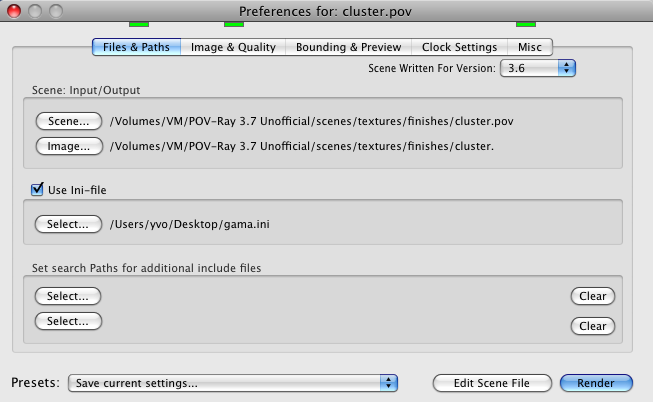 Preferences for: cluster.pov
Files & Paths Image & Quality Bounding & Preview Clock Settings Misc
Scene Written For Version: 3.6
Scene: Input/Output
Scene... /Volumes/VM/POV-Ray 3.7 Unofficial/scenes/textures/finishes/cluster.pov
Image... /Volumes/VM/POV-Ray 3.7 Unofficial/scenes/textures/finishes/cluster.
Use Ini-file
Select... /Users/yvo/Desktop/gama.ini
Set search Paths for additional include files
Select... Clear
Select... Clear
Presets: Save current settings... Edit Scene File Render